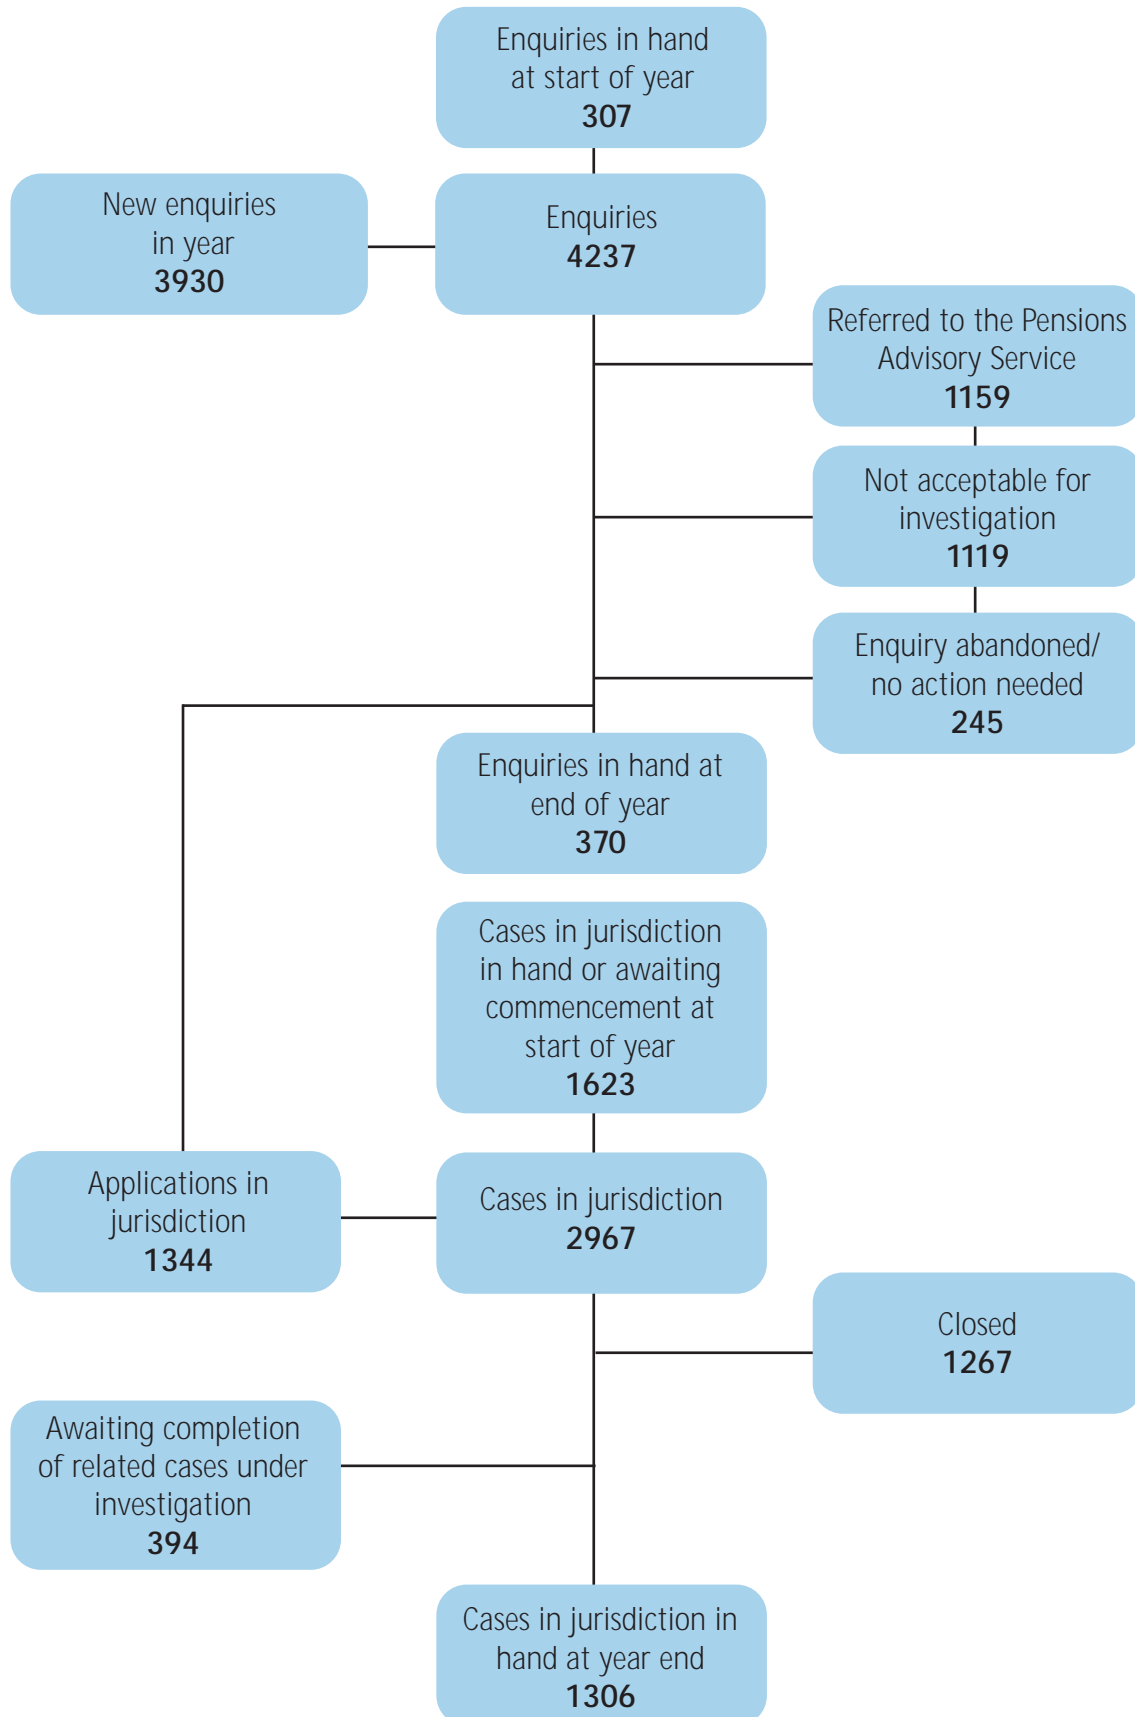 Enquiries in hand
at start of year
307
New enquiries
in year
3930
Enquiries
4237
Referred to the Pensions
Advisory Service
1159
Not acceptable for
investigation
1119
Enquiry abandoned/
no action needed
245
Enquiries in hand at
end of year
370
Cases in jurisdiction
in hand or awaiting
commencement at
start of year
1623
Applications in
jurisdiction
1344
Cases in jurisdiction
2967
Closed
1267
Awaiting completion
of related cases under
investigation
394
Cases in jurisdiction in
hand at year end
1306